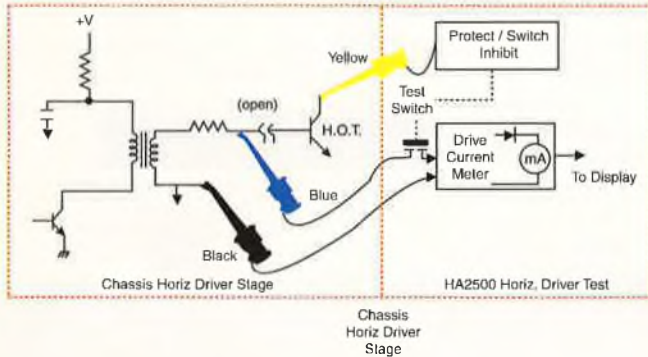 +V
Yellow
Protect / Switch
Inhibit
(open)
Test
Switch
H.O.T.
Drive
Current
Meter
mA
To Display
Blue
Black
Chassis Horiz Driver Stage
HA2500 Horiz, Driver Test
Chassis
Horiz Driver
Stage